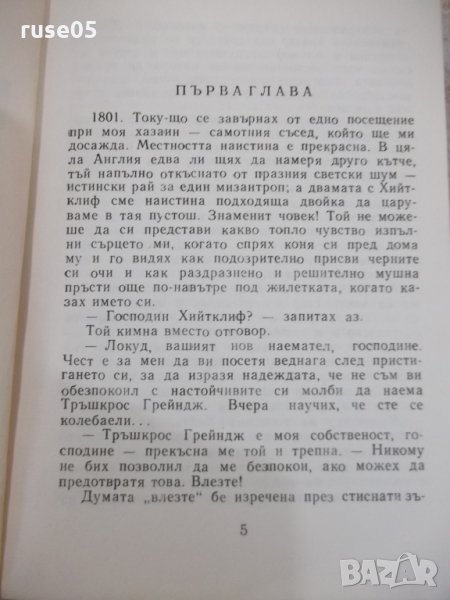 ruse05
ПЪРВА ГЛАВА
1801. Току-що се завърнах от едно посещение
при моя хазаин — самотния съсед, който ще ми
досажда. Местността наистина е прекрасна. В ця-
ла Англия едва ли щях да намеря друго кътче,
тъй напълно откъснато от празния светски шум —
истински рай за един мизантроп; а двамата с Хийт-
клиф сме наистина подходяща двойка да цару-
ваме в тая пустош. Знаменит човек! Той не може-
ше да си представи какво топло чувство изпъл-
ни сърцето ми, когато спрях коня си пред дома
му и го видях как подозрително присви черните
си очи и как раздразнено и решително мушна
пръсти още по-навътре под жилетката, когато ка-
зах името си.
— Господин Хийтклиф? — запитах аз.
Той кимна вместо отговор.
— Локуд, вашият нов наемател, господине.
Чест е за мен да ви посетя веднага след присти-
гането си, за да изразя надеждата, че не съм ви
обезпокоил с настойчивите си молби да наема
Тръшкрос Грейндж. Вчера научих, че сте се
колебаели...
— Тръшкрос Грейндж е моя собственост, го-
сподине — прекъсна ме той и трепна. — Никому
не бих позволил да ме безпокои, ако можех да
предотвратя това. Влезте!
Думата „влезте" бе изречена през стиснати зъ-
5
BAZAR